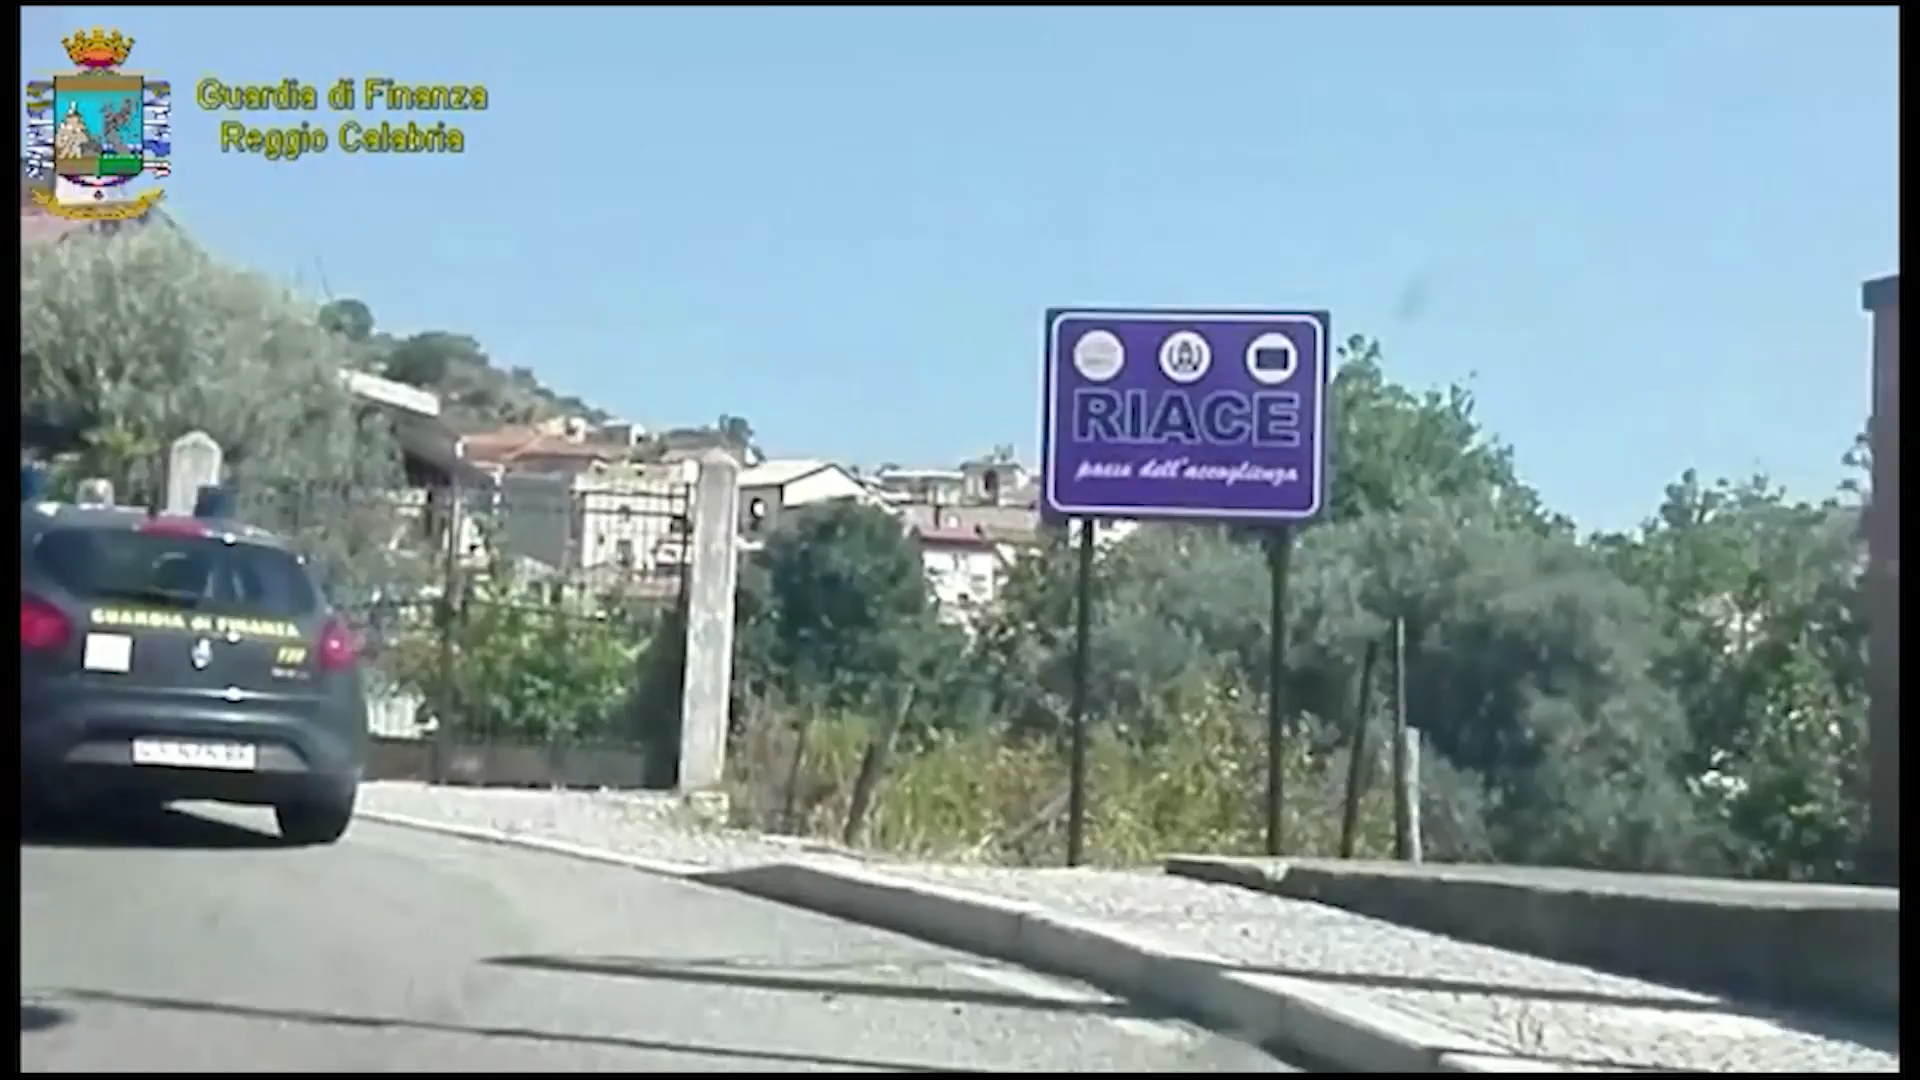 Guardia di Finanza
Reggio Calabria
RIACE
paese dell'accoglienza
GUARDIA di FINANZA